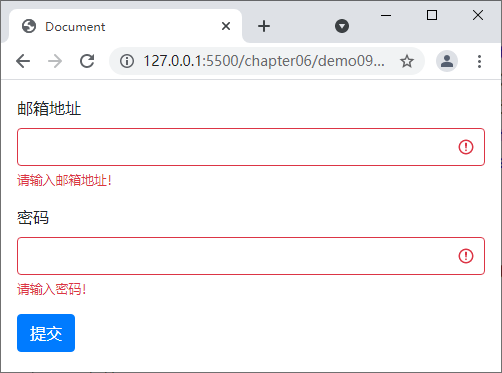 Document
127.0.0.1:5500/chapter06/demo09...
邮箱地址
请输入邮箱地址!
密码
请输入密码!
提交